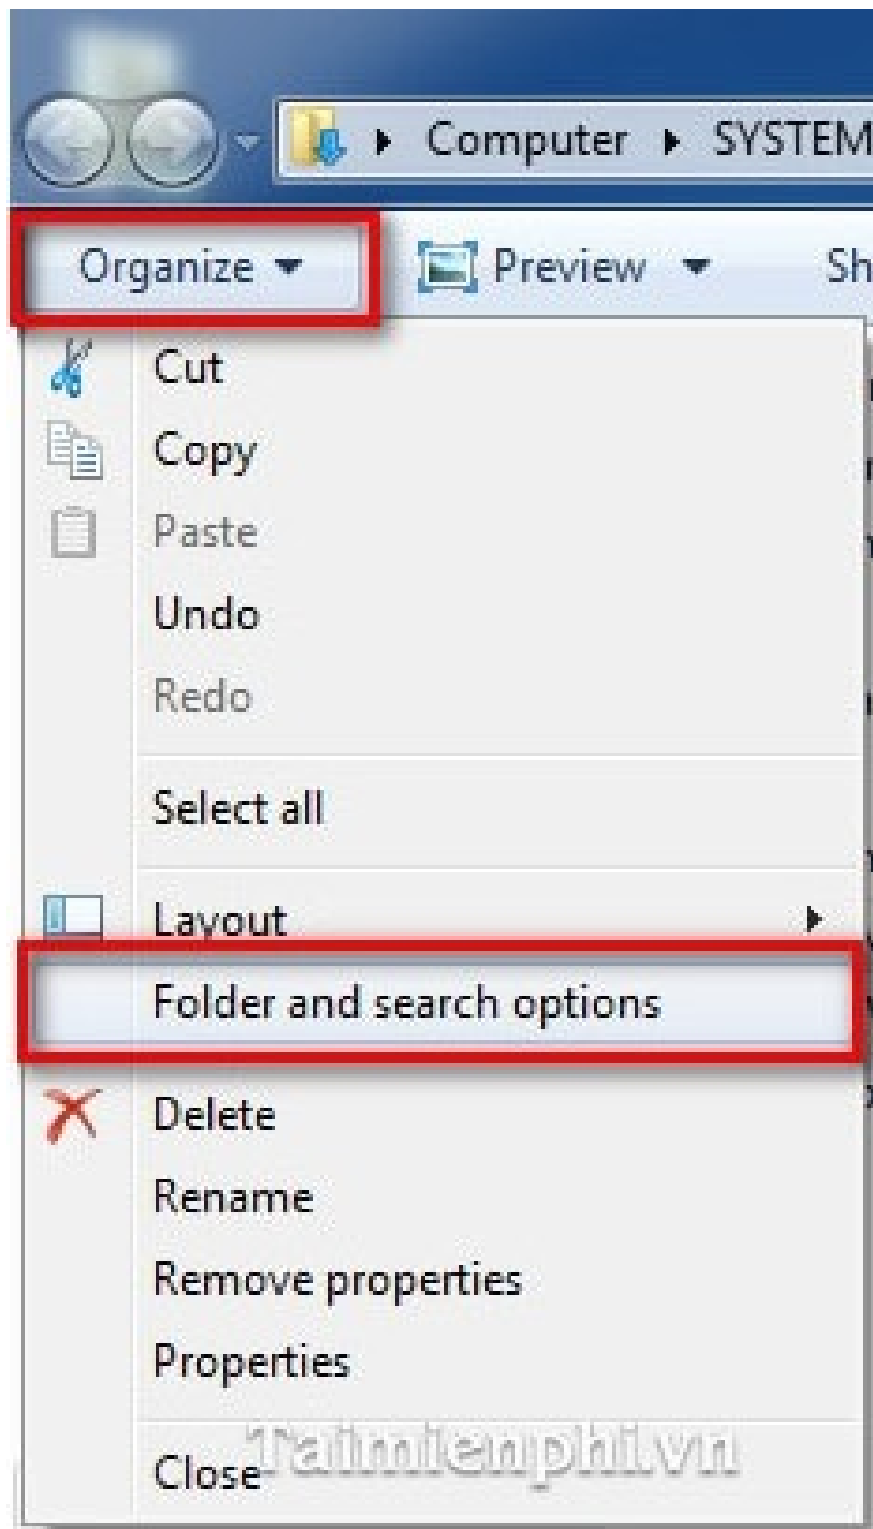 Computer SYSTEM
Organize Preview Sh
Cut
Copy
Paste
Undo
Redo
Select all
Layout
Folder and search options
Delete
Rename
Remove properties
Properties
Close
Taimienphi.vn